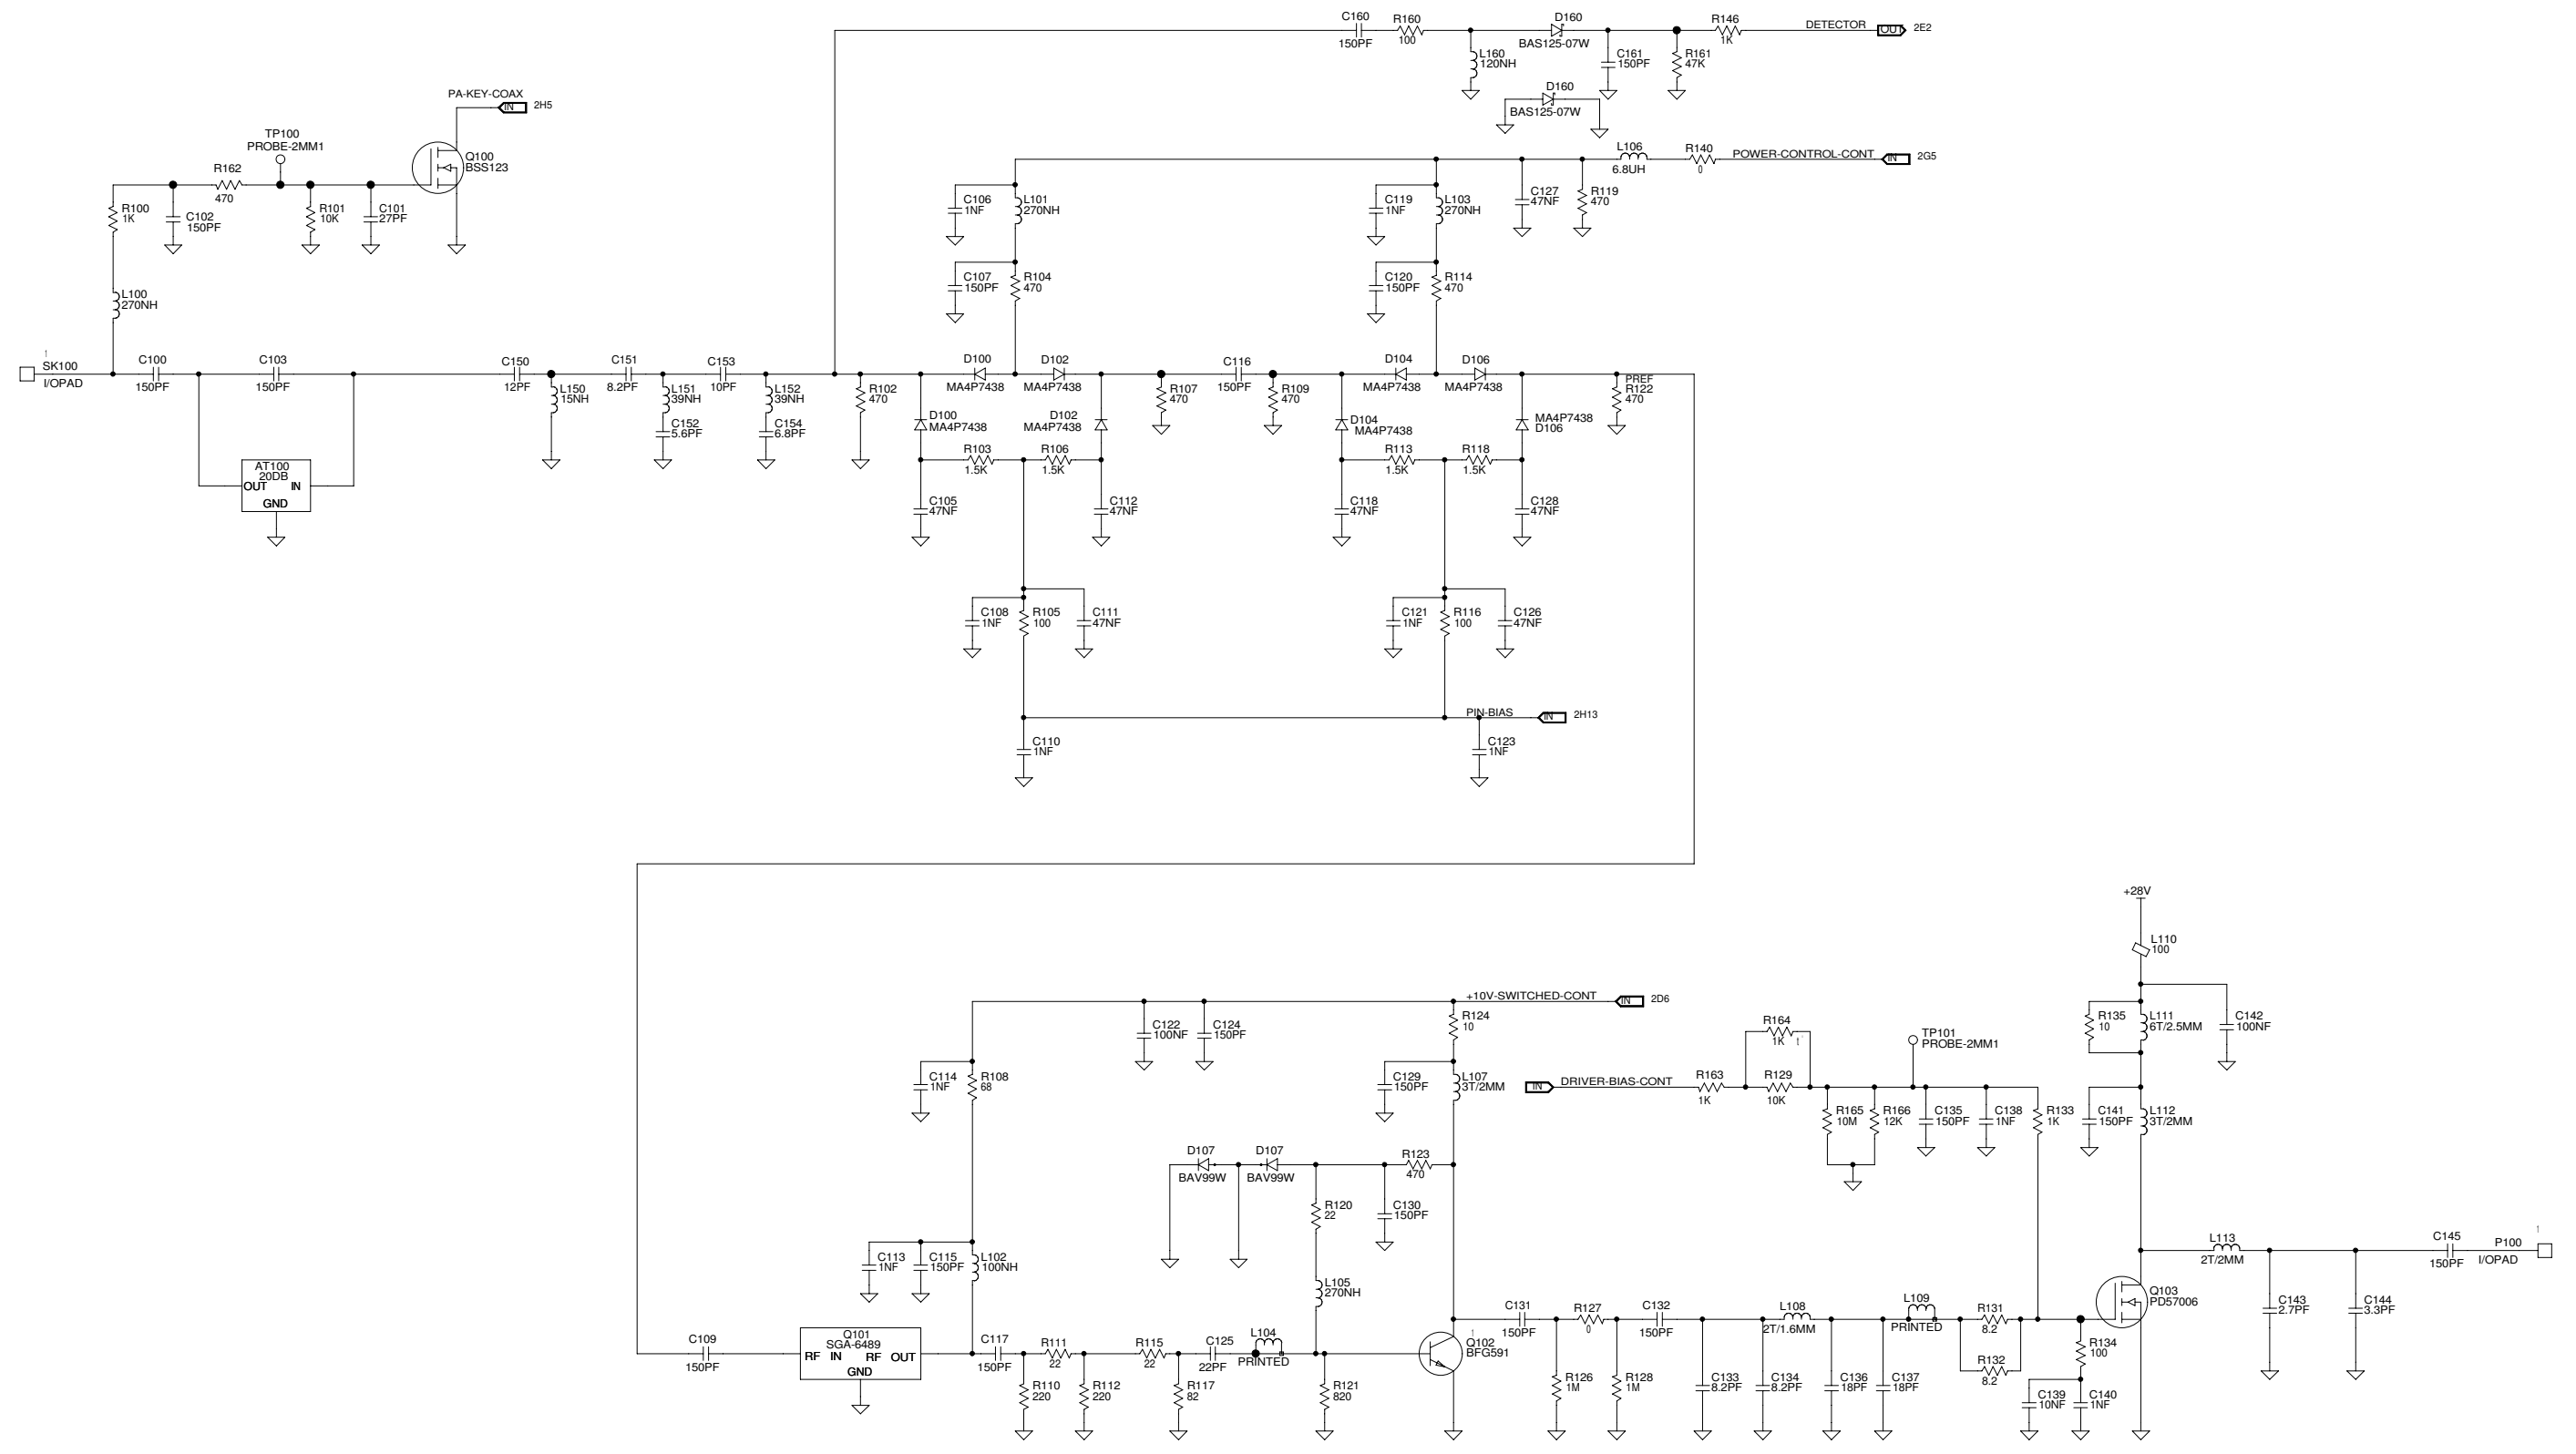 C160
150PF
R160
100
L160
120NH
D160
BAS125-07W
C161
150PF
R161
47K
R146
1K
DETECTOR
OUT
2E2
D160
BAS125-07W
PA-KEY-COAX
IN
2H5
TP100
PROBE-2MM1
Q100
BSS123
R162
470
R100
1K
C102
150PF
R101
10K
C101
27PF
L100
270NH
L106
6.8UH
R140
0
POWER-CONTROL-CONT
IN
2G5
C106
1NF
L101
270NH
C119
1NF
L103
270NH
C127
47NF
R119
470
C107
150PF
R104
470
C120
150PF
R114
470
1
SK100
I/OPAD
C100
150PF
C103
150PF
AT100
20DB
OUT IN
GND
C150
12PF
L150
15NH
C151
8.2PF
L151
39NH
C152
5.6PF
C153
10PF
L152
39NH
C154
6.8PF
R102
470
D100
MA4P7438
D102
MA4P7438
D100
MA4P7438
D102
MA4P7438
R103
1.5K
R106
1.5K
C105
47NF
C112
47NF
R107
470
C116
150PF
R109
470
D104
MA4P7438
D106
MA4P7438
D104
MA4P7438
MA4P7438
D106
PREF
R122
470
R113
1.5K
R118
1.5K
C118
47NF
C128
47NF
C108
1NF
R105
100
C111
47NF
C121
1NF
R116
100
C126
47NF
PIN-BIAS
IN
2H13
C110
1NF
C123
1NF
+28V
L110
100
R135
10
L111
6T/2.5MM
C142
100NF
C141
150PF
L112
3T/2MM
+10V-SWITCHED-CONT
IN
2D6
C122
100NF
C124
150PF
R124
10
C114
1NF
R108
68
C129
150PF
L107
3T/2MM
IN
DRIVER-BIAS-CONT
R163
1K
R164
1K t
R129
10K
TP101
PROBE-2MM1
R165
10M
R166
12K
C135
150PF
C138
1NF
R133
1K
D107
BAV99W
D107
BAV99W
R123
470
R120
22
C130
150PF
L105
270NH
C113
1NF
C115
150PF
L102
100NH
C109
150PF
Q101
SGA-6489
RF IN RF OUT
GND
C117
150PF
R111
22
R115
22
C125
22PF
L104
PRINTED
R110
220
R112
220
R117
82
R121
820
1
Q102
BFG591
C131
150PF
R127
0
C132
150PF
R126
1M
R128
1M
C133
8.2PF
C134
8.2PF
L108
2T/1.6MM
C136
18PF
C137
18PF
L109
PRINTED
R131
8.2
R132
8.2
R134
100
C139
10NF
C140
1NF
Q103
PD57006
L113
2T/2MM
C143
2.7PF
C144
3.3PF
C145
150PF
1
P100
I/OPAD